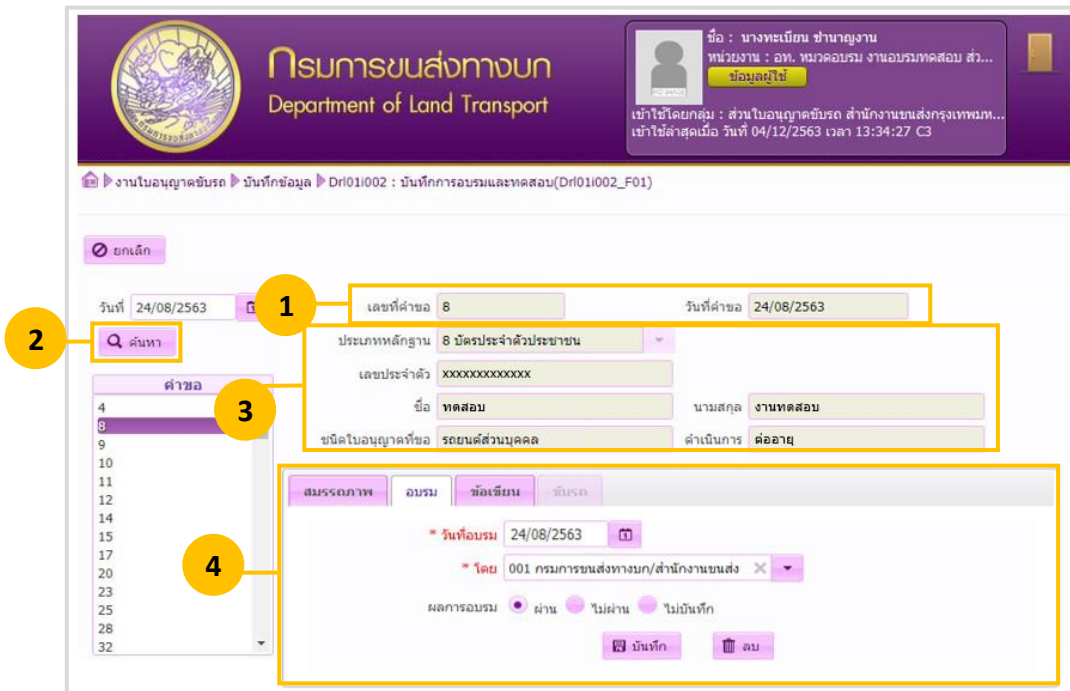 กรมการขนส่งทางบก
Department of Land Transport
ชื่อ : นางทะเบียน ชำนาญงาน
หน่วยงาน : อท. หมวดอบรม งานอบรมทดสอบ ส่ว...
ข้อมูลผู้ใช้
เข้าใช้โดยกลุ่ม : ส่วนใบอนุญาตขับรถ สำนักงานขนส่งกรุงเทพมห...
เข้าใช้ล่าสุดเมื่อ วันที่ 04/12/2563 เวลา 13:34:27 C3
งานใบอนุญาตขับรถ บันทึกข้อมูล Drl01i002 : บันทึกการอบรมและทดสอบ(Drl01i002_F01)
ยกเลิก
วันที่ 24/08/2563
1
เลขที่คำขอ 8 วันที่คำขอ 24/08/2563
2
ค้นหา
ประเภทหลักฐาน 8 บัตรประจำตัวประชาชน
เลขประจำตัว xxxxxxxxxxxxx
3
ชื่อ ทดสอบ นามสกุล งานทดสอบ
ชนิดใบอนุญาตที่ขอ รถยนต์ส่วนบุคคล ดำเนินการ ต่ออายุ
คำขอ
4
8
9
10
11
12
14
15
17
20
23
25
28
32
4
สมรรถภาพ อบรม ข้อเขียน ขับรถ
* วันที่อบรม 24/08/2563
* โดย 001 กรมการขนส่งทางบก/สำนักงานขนส่ง
ผลการอบรม ผ่าน ไม่ผ่าน ไม่บันทึก
บันทึก ลบ